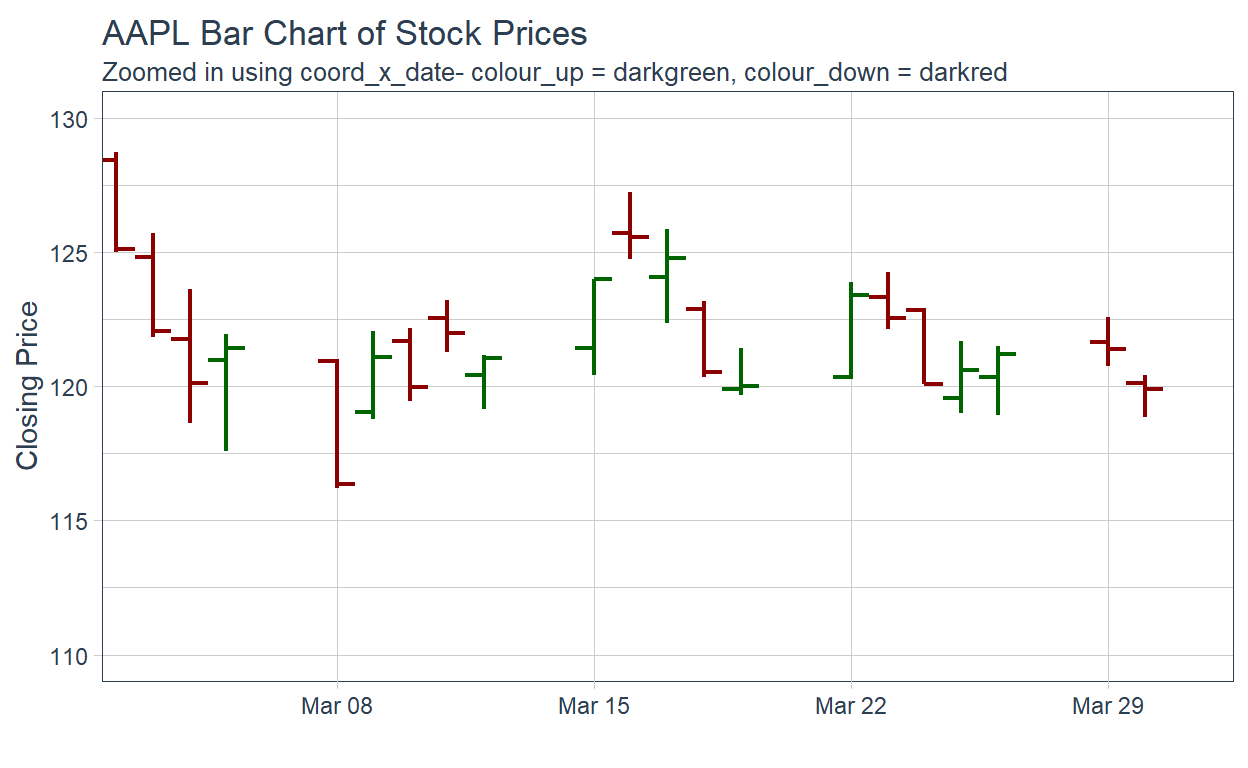 AAPL Bar Chart of Stock Prices
Zoomed in using coord_x_date- colour_up = darkgreen, colour_down = darkred
Closing Price
130
125
120
115
110
Mar 08
Mar 15
Mar 22
Mar 29